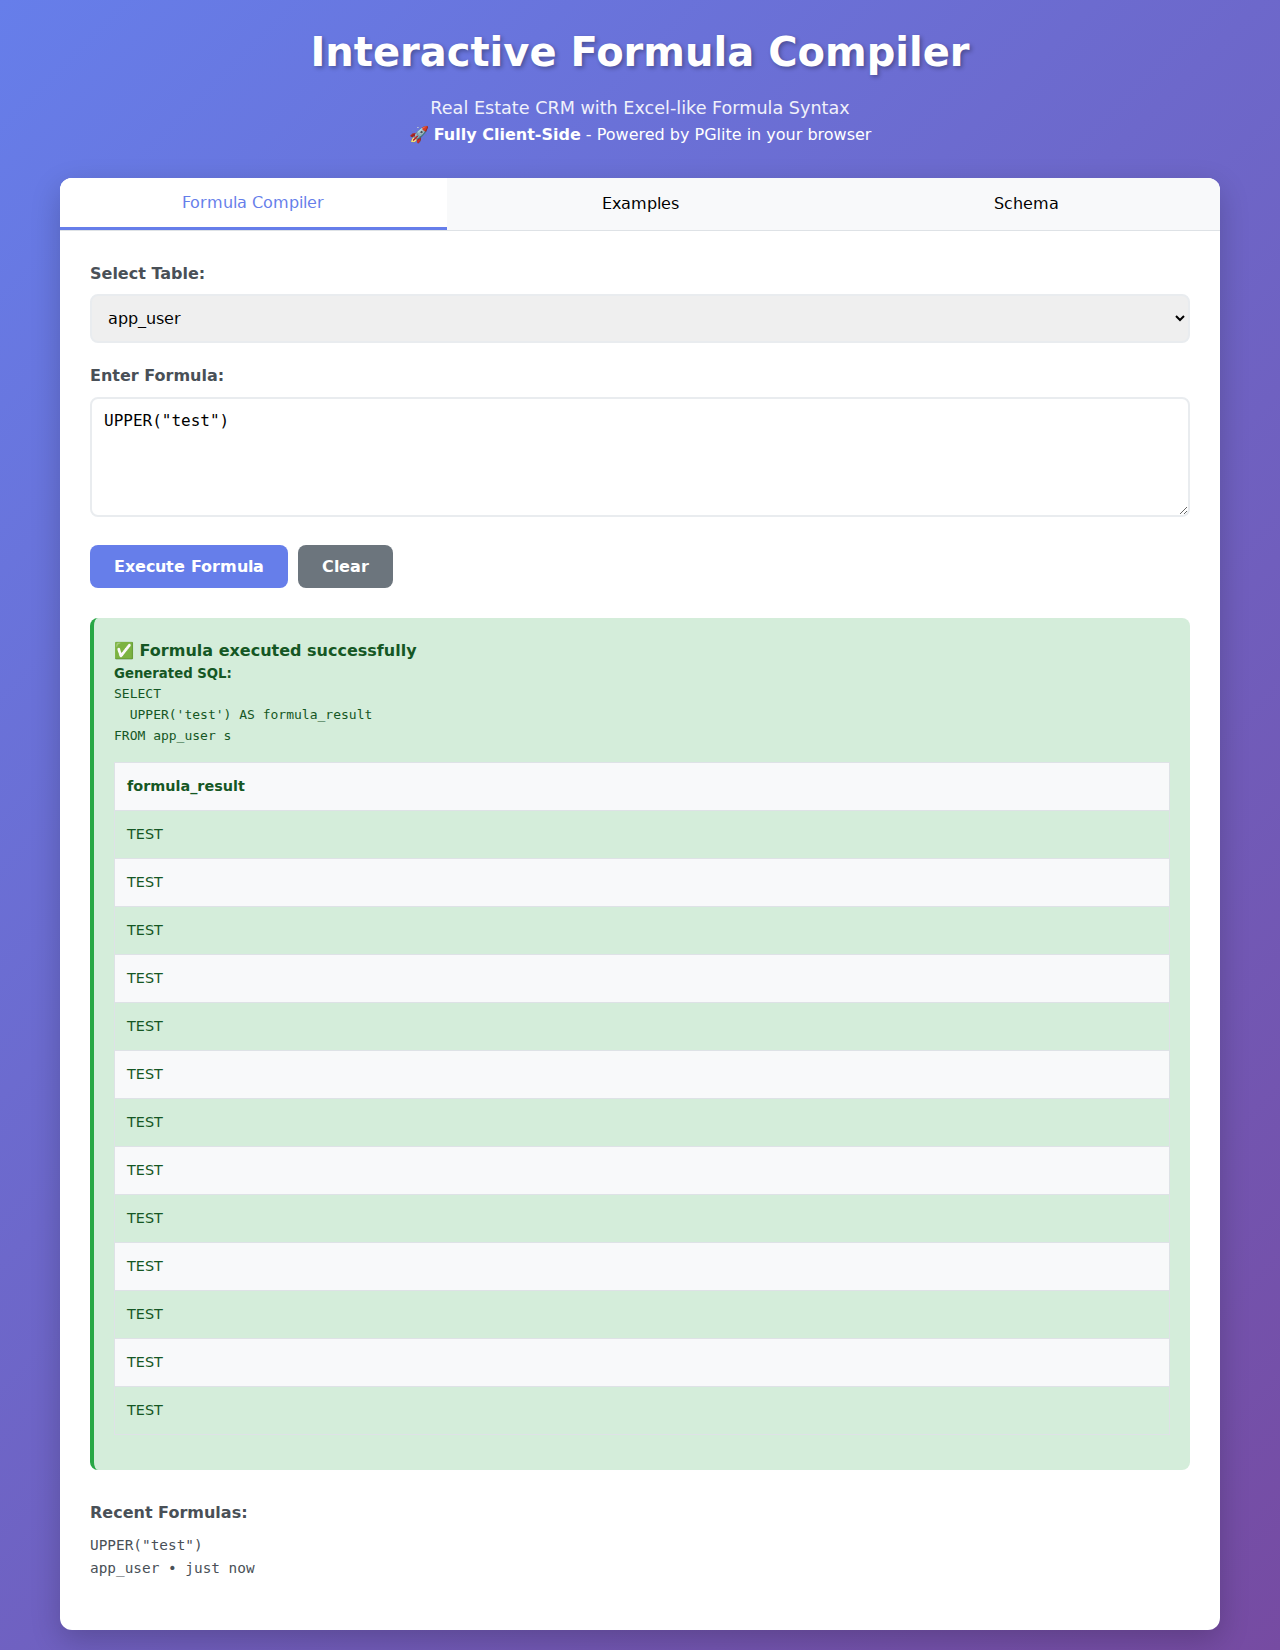 Interactive Formula Compiler
Real Estate CRM with Excel-like Formula Syntax
🚀 Fully Client-Side - Powered by PGlite in your browser
Formula Compiler
Examples
Schema
Select Table:
app_user
Enter Formula:
UPPER("test")
Execute Formula
Clear
✅ Formula executed successfully
Generated SQL:
SELECT
  UPPER('test') AS formula_result
FROM app_user s
formula_result
TEST
TEST
TEST
TEST
TEST
TEST
TEST
TEST
TEST
TEST
TEST
TEST
TEST
Recent Formulas:
UPPER("test")
app_user • just now